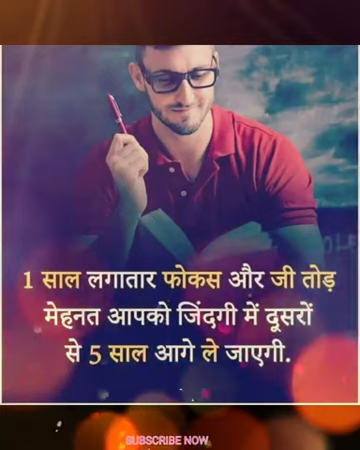 1 साल लगातार फोकस और जी तोड़
मेहनत आपको जिंदगी में दूसरों
से 5 साल आगे ले जाएगी.
SUBSCRIBE NOW